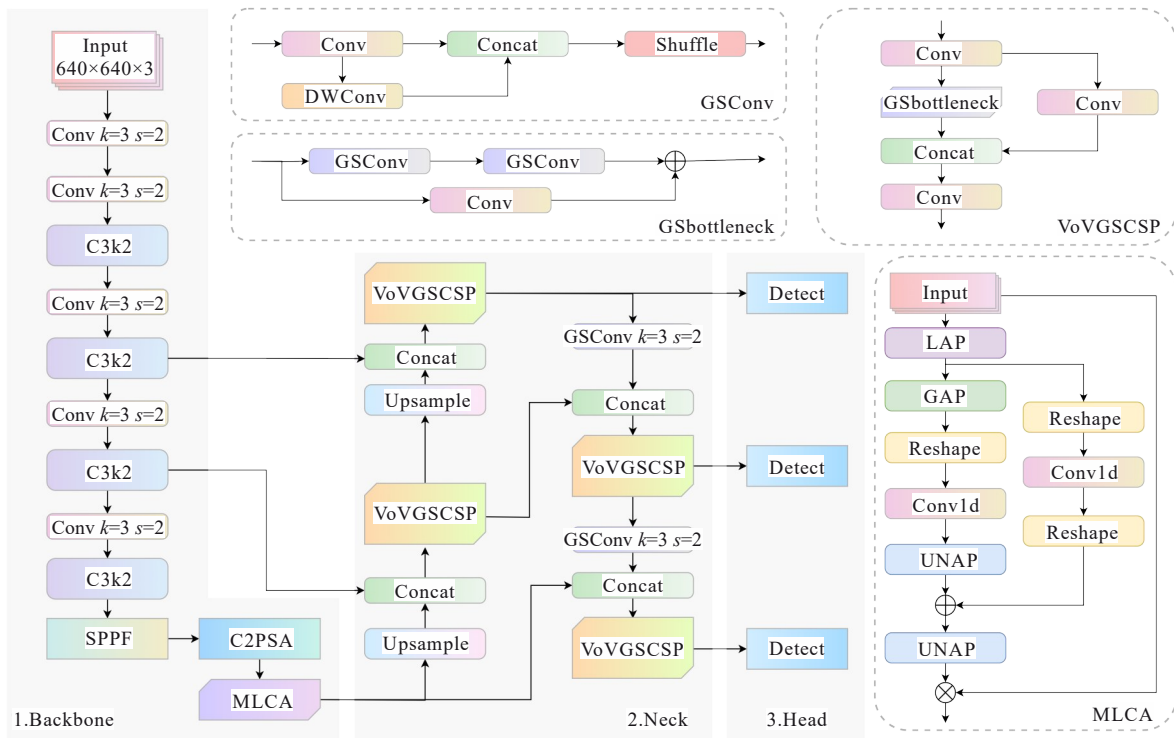 Input
640×640×3
Conv k=3 s=2
Conv k=3 s=2
C3k2
Conv k=3 s=2
C3k2
Conv k=3 s=2
C3k2
Conv k=3 s=2
C3k2
SPPF
C2PSA
MLCA
1.Backbone
Conv
Concat
Shuffle
DWConv
GSConv
GSConv
GSConv
Conv
GSbottleneck
Conv
GSbottleneck
Conv
Concat
Conv
VoVGSCSP
VoVGSCSP
Concat
Upsample
VoVGSCSP
Concat
Upsample
GSConv k=3 s=2
Concat
VoVGSCSP
GSConv k=3 s=2
Concat
VoVGSCSP
2.Neck
Detect
Detect
Detect
3.Head
Input
LAP
GAP
Reshape
Reshape
Conv1d
Conv1d
Reshape
UNAP
UNAP
MLCA